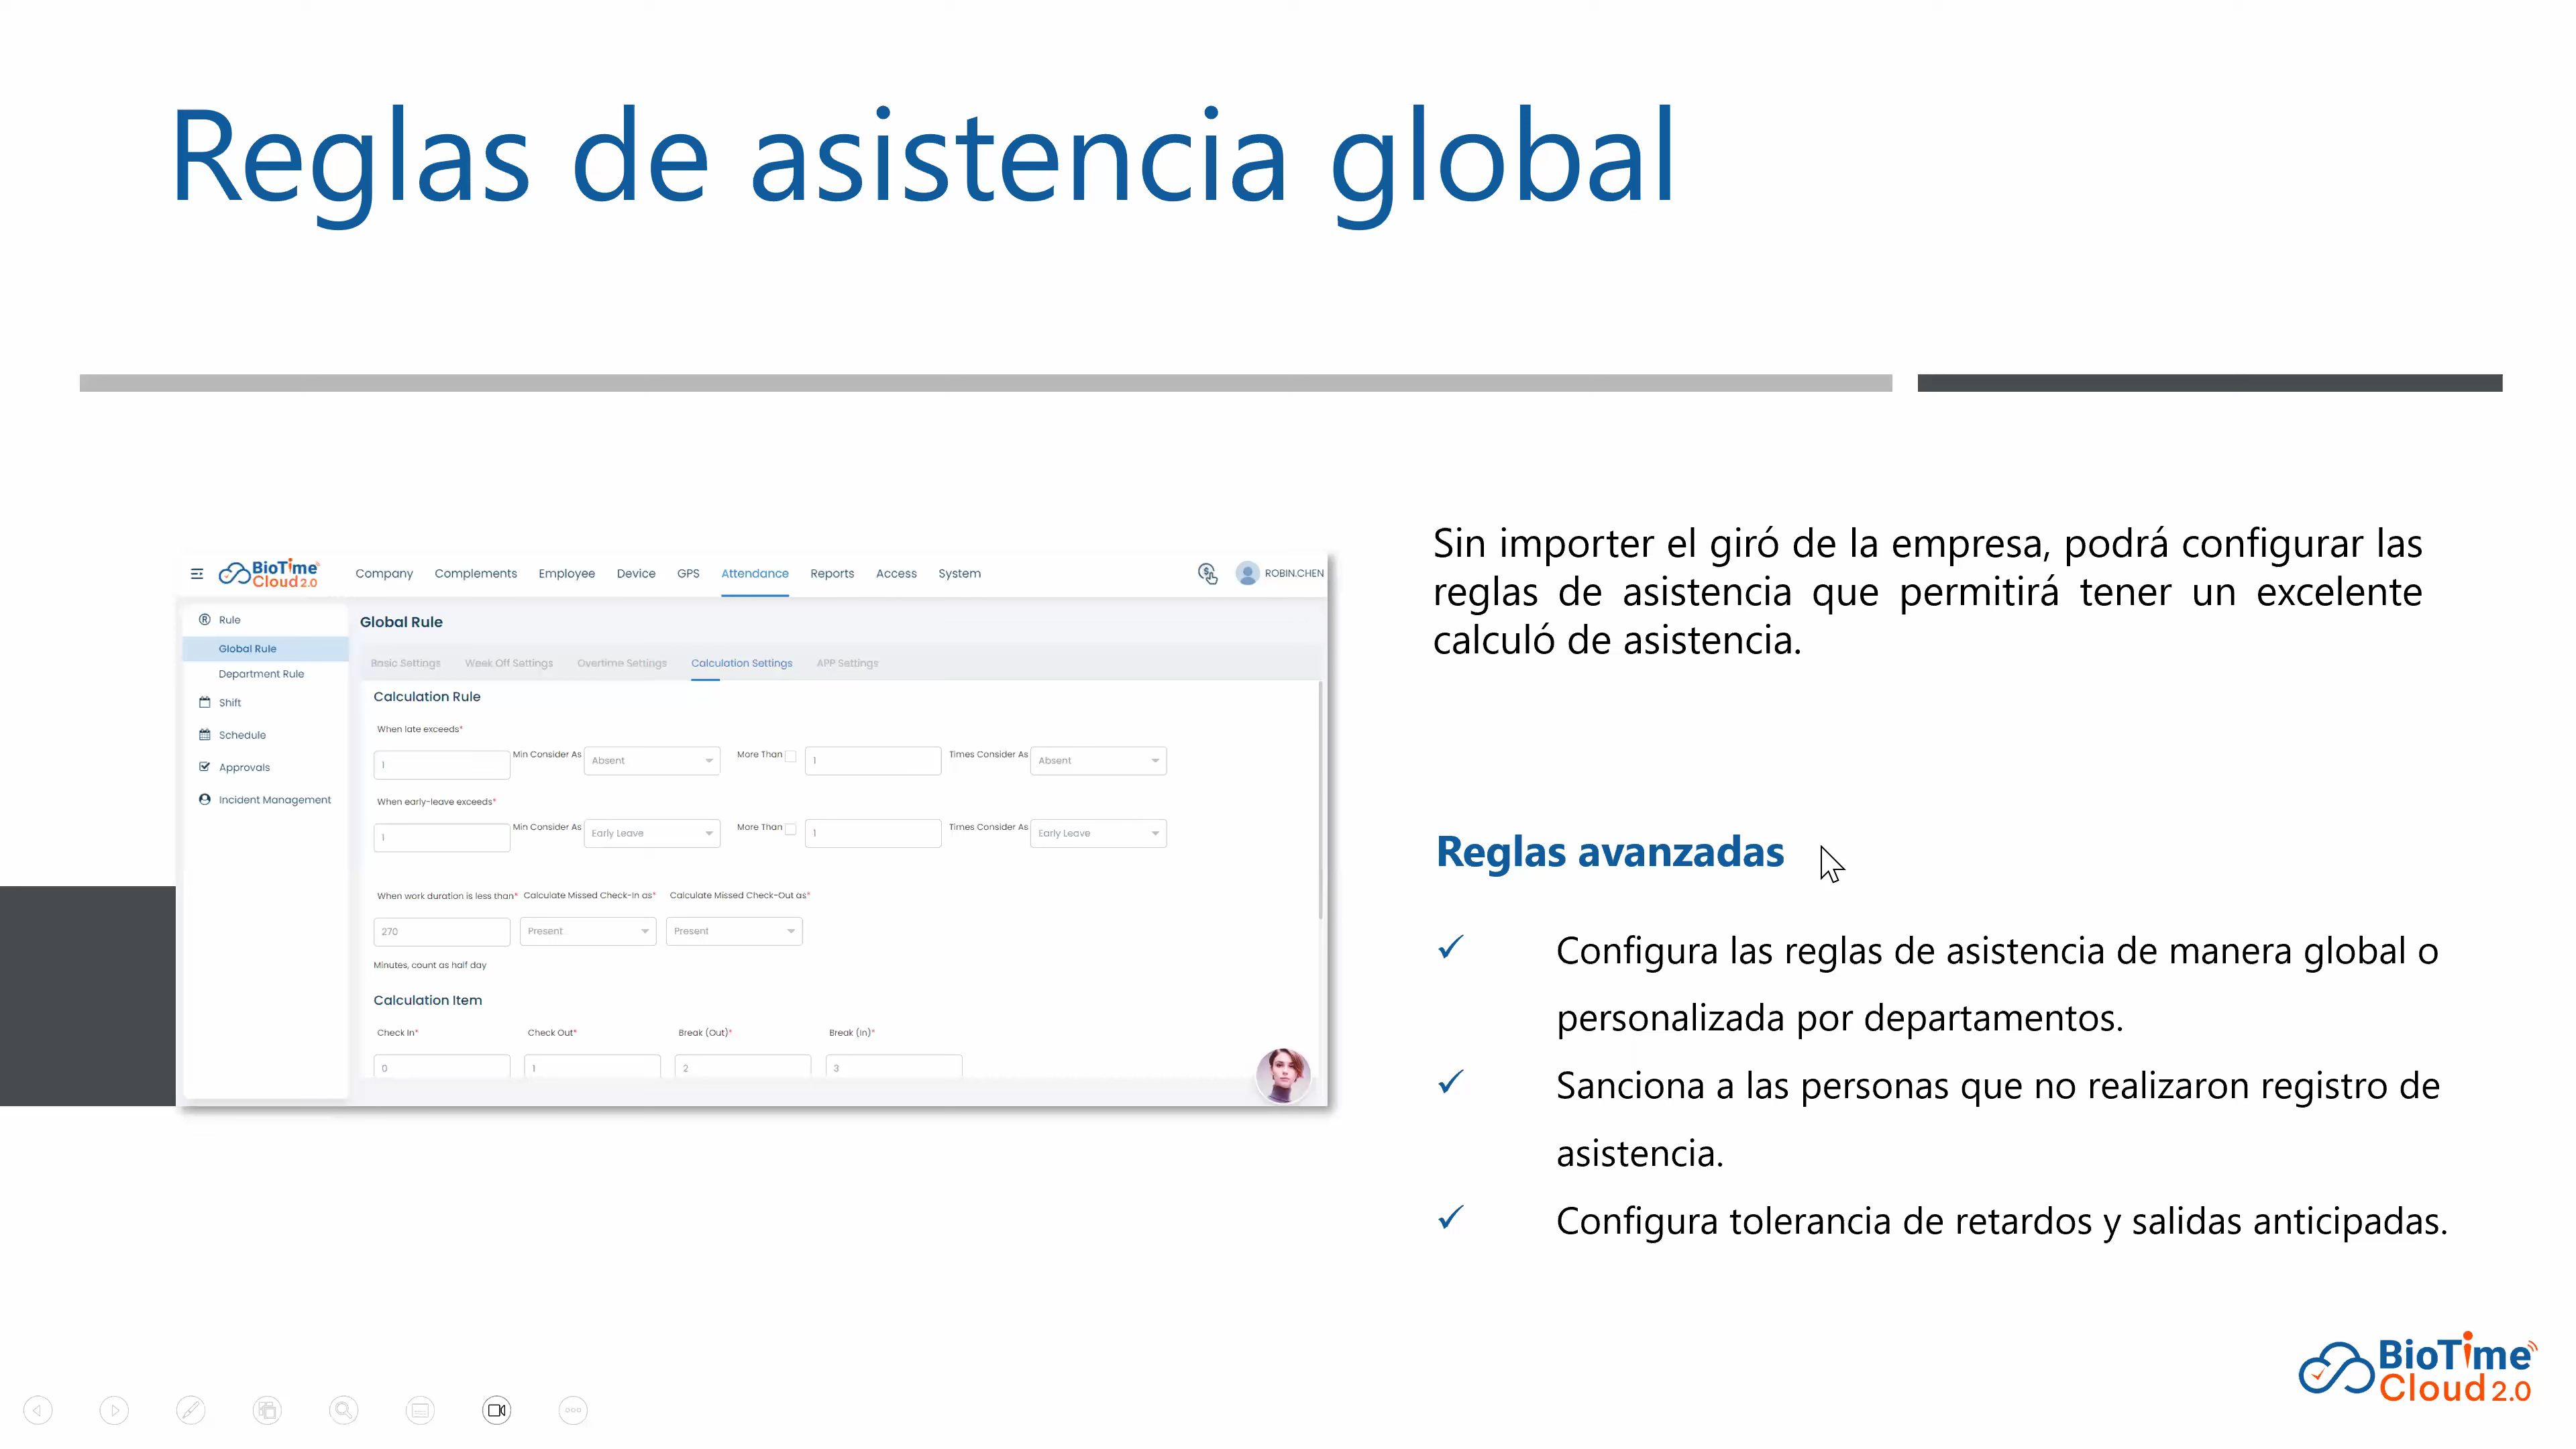 Reglas de asistencia global
BioTime
Cloud 2.0
Company Complements Employee Device GPS Attendance Reports Access System
ROBIN.CHEN
Rule
Global Rule
Department Rule
Shift
Schedule
Approvals
Incident Management
Global Rule
Basic Settings Week Off Settings Overtime Settings Calculation Settings APP Settings
Calculation Rule
When late exceeds*
1 Min Consider As Absent More Than 1 Times Consider As Absent
When early-leave exceeds*
1 Min Consider As Early Leave More Than 1 Times Consider As Early Leave
When work duration is less than* Calculate Missed Check-In as* Calculate Missed Check-Out as*
270 Present Present
Minutes, count as half day
Calculation Item
Check In* Check Out* Break (Out)* Break (In)*
0 1 2 3
Sin importer el giró de la empresa, podrá configurar las
reglas de asistencia que permitirá tener un excelente
calculó de asistencia.
Reglas avanzadas
✓ Configura las reglas de asistencia de manera global o
personalizada por departamentos.
✓ Sanciona a las personas que no realizaron registro de
asistencia.
✓ Configura tolerancia de retardos y salidas anticipadas.
BioTime
Cloud 2.0